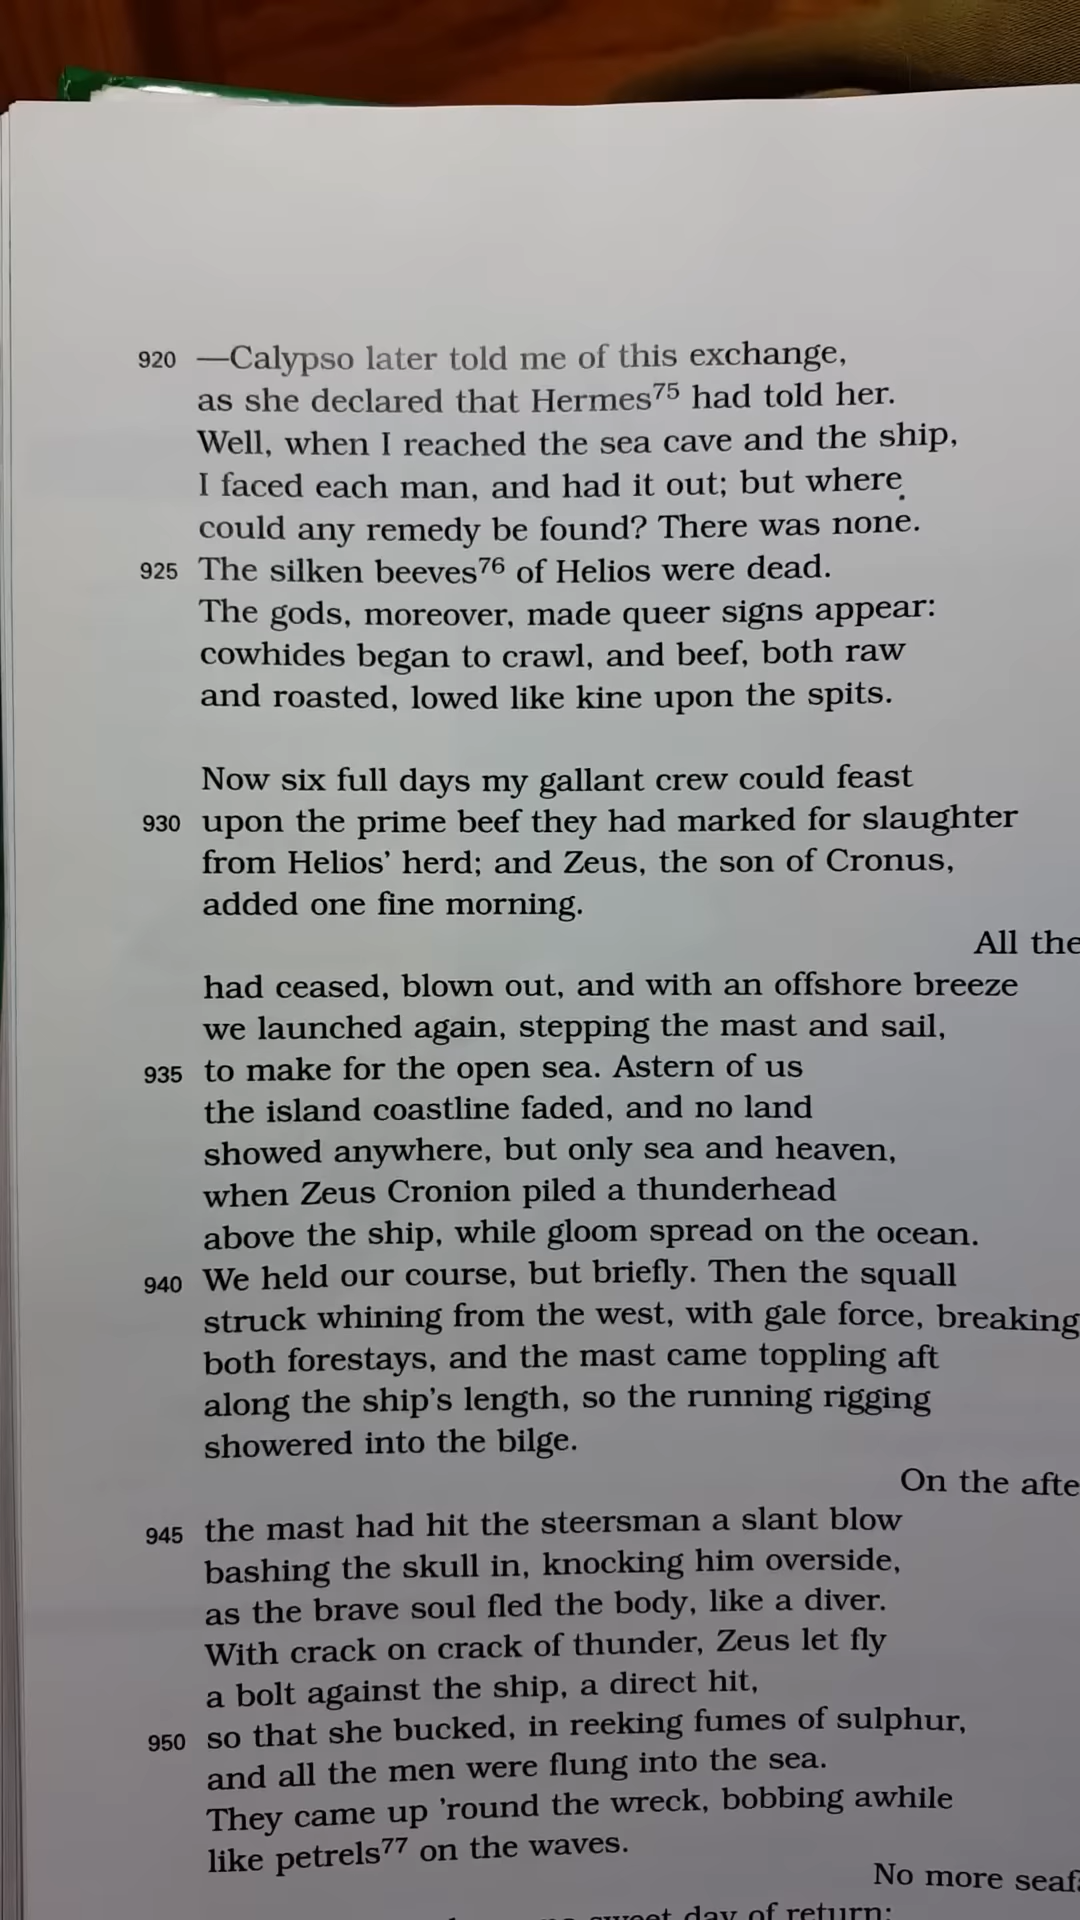 920 —Calypso later told me of this exchange,
as she declared that Hermes75 had told her.
Well, when I reached the sea cave and the ship,
I faced each man, and had it out; but where
could any remedy be found? There was none.
925 The silken beeves76 of Helios were dead.
The gods, moreover, made queer signs appear:
cowhides began to crawl, and beef, both raw
and roasted, lowed like kine upon the spits.
Now six full days my gallant crew could feast
930 upon the prime beef they had marked for slaughter
from Helios’ herd; and Zeus, the son of Cronus,
added one fine morning.
All the
had ceased, blown out, and with an offshore breeze
we launched again, stepping the mast and sail,
935 to make for the open sea. Astern of us
the island coastline faded, and no land
showed anywhere, but only sea and heaven,
when Zeus Cronion piled a thunderhead
above the ship, while gloom spread on the ocean.
940 We held our course, but briefly. Then the squall
struck whining from the west, with gale force, breaking
both forestays, and the mast came toppling aft
along the ship’s length, so the running rigging
showered into the bilge.
On the afte
945 the mast had hit the steersman a slant blow
bashing the skull in, knocking him overside,
as the brave soul fled the body, like a diver.
With crack on crack of thunder, Zeus let fly
a bolt against the ship, a direct hit,
950 so that she bucked, in reeking fumes of sulphur,
and all the men were flung into the sea.
They came up ’round the wreck, bobbing awhile
like petrels77 on the waves.
No more seaf
sweet day of return;